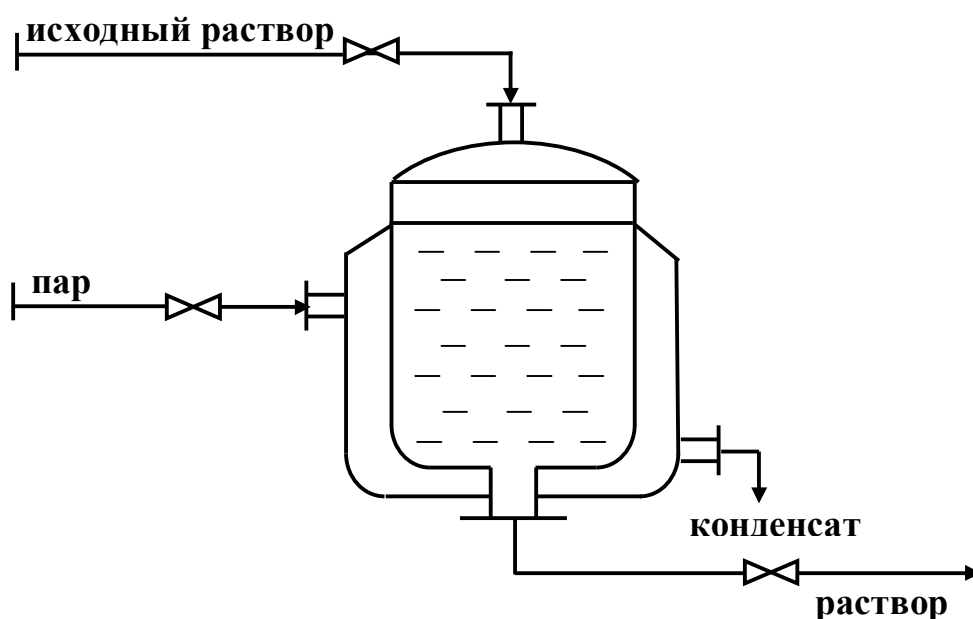 исходный раствор
пар
конденсат
раствор